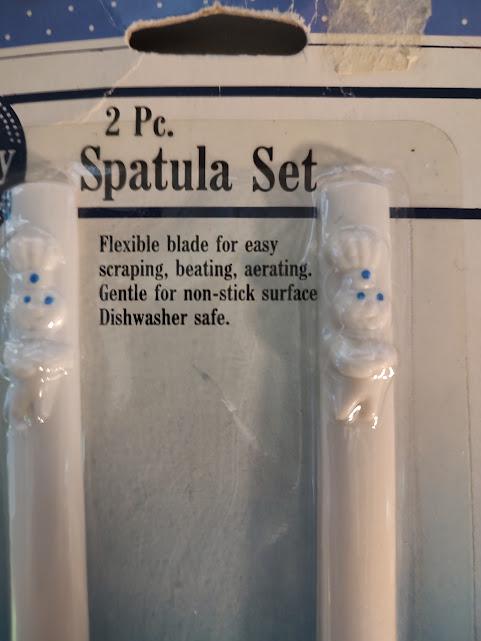 2 Pc.
Spatula Set
Flexible blade for easy
scraping, beating, aerating.
Gentle for non-stick surface
Dishwasher safe.